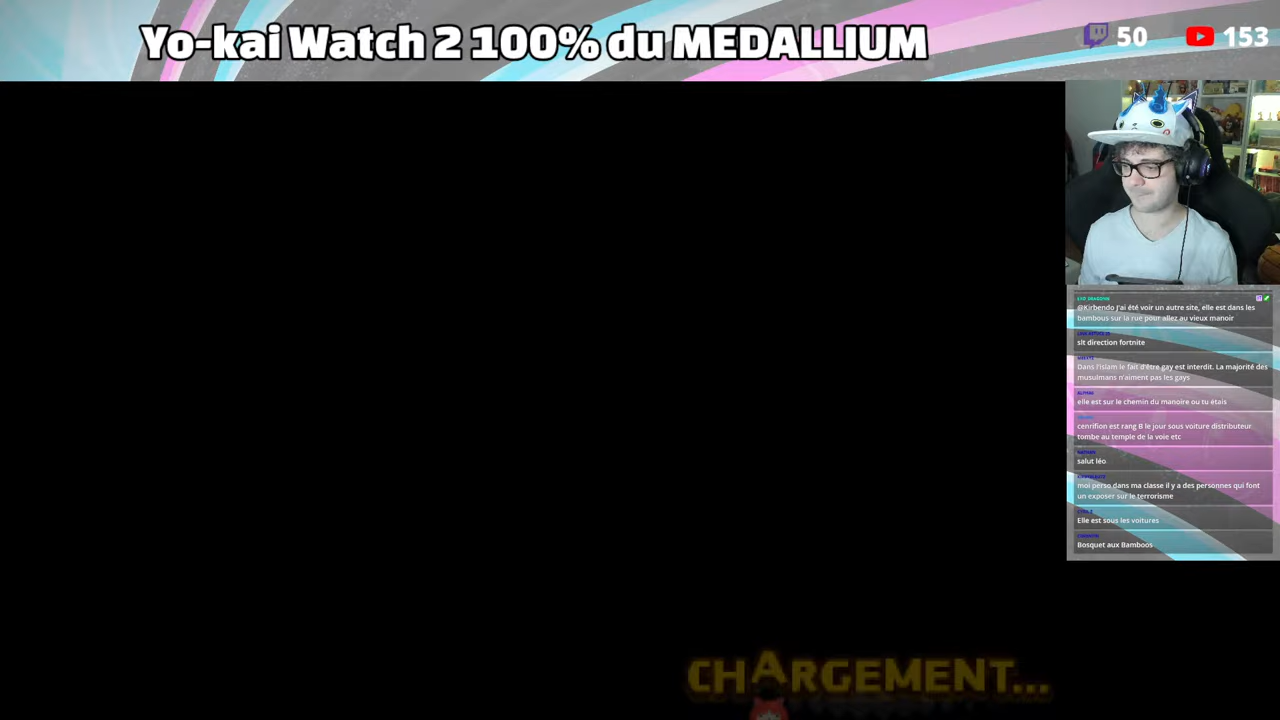 Yo-kai Watch 2 100% du MEDALLIUM
50
153
@Kirbendo J'ai été voir un autre site, elle est dans les
bambous sur la rue pour allez au vieux manoir
slt direction fortnite
Dans l'islam le fait d'être gay est interdit. La majorité des
musulmans n'aiment pas les gays
elle est sur le chemin du manoire ou tu étais
cenrifion est rang B le jour sous voiture distributeur
tombe au temple de la voie etc
salut léo
moi perso dans ma classe il y a des personnes qui font
un exposer sur le terrorisme
Elle est sous les voitures
Bosquet aux Bamboos
CHARGEMENT...